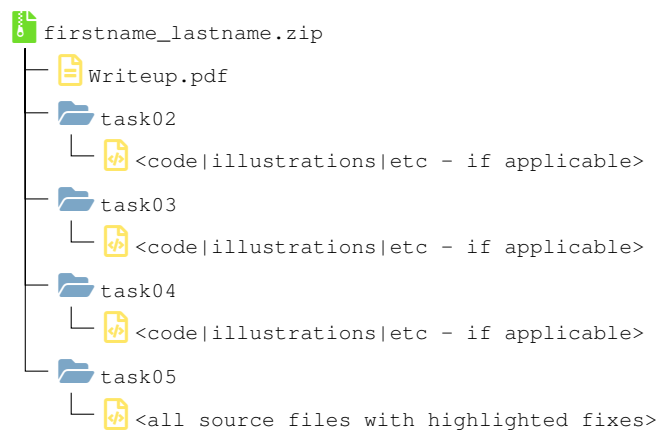 firstname_lastname.zip
Writeup.pdf
task02
<code|illustrations|etc - if applicable>
task03
<code|illustrations|etc - if applicable>
task04
<code|illustrations|etc - if applicable>
task05
<all source files with highlighted fixes>